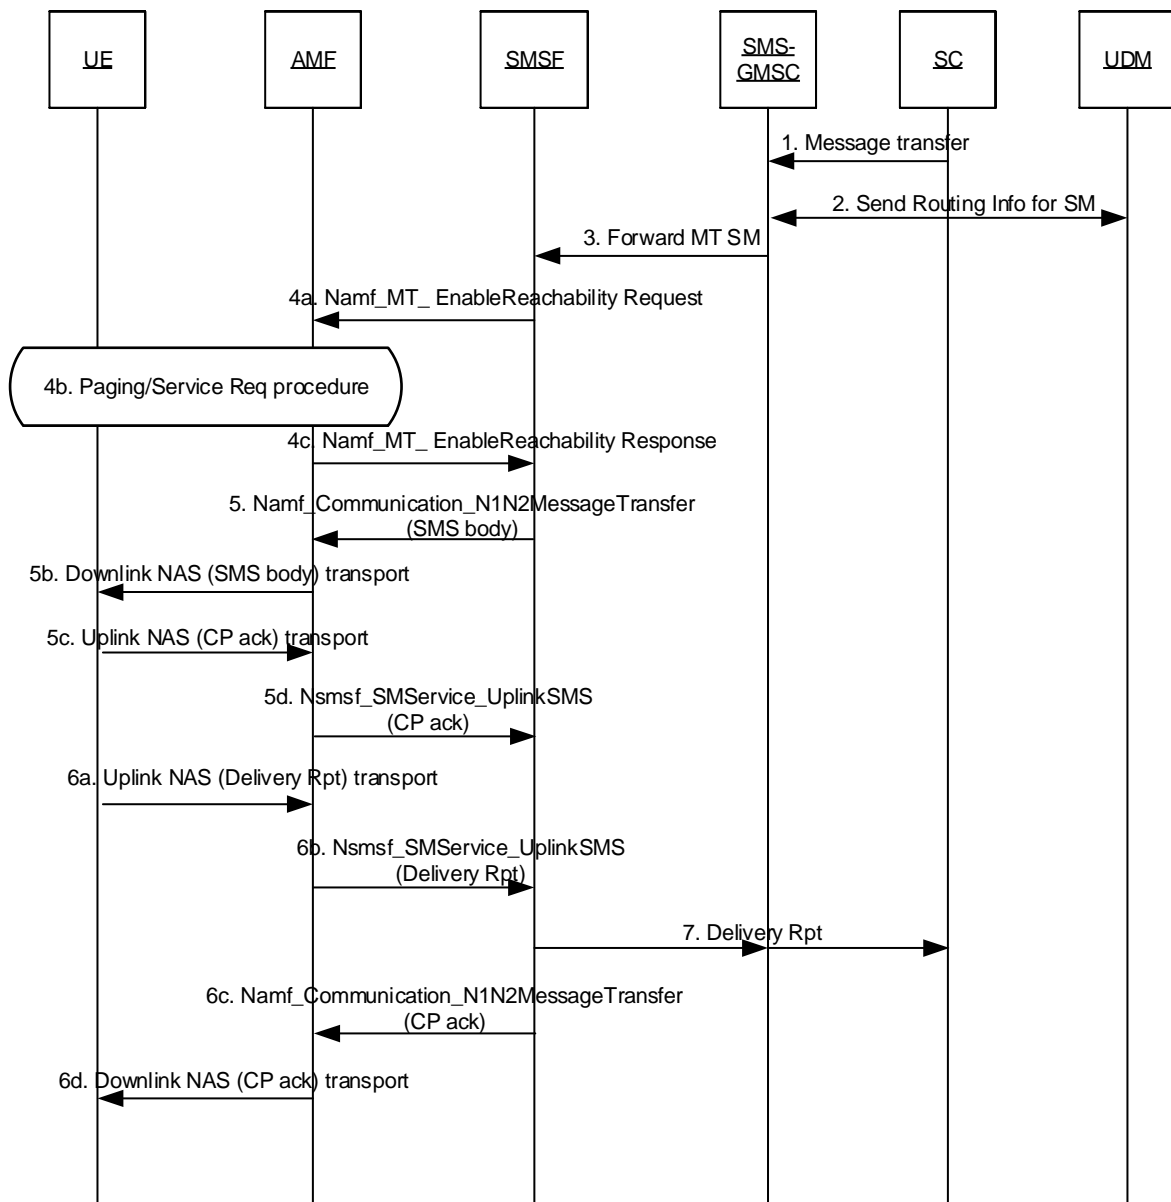 UE
AMF
SMSF
SMS-
GMSC
SC
UDM
1. Message transfer
2. Send Routing Info for SM
3. Forward MT SM
4a. Namf_MT_ EnableReachability Request
4b. Paging/Service Req procedure
4c. Namf_MT_ EnableReachability Response
5. Namf_Communication_N1N2MessageTransfer
(SMS body)
5b. Downlink NAS (SMS body) transport
5c. Uplink NAS (CP ack) transport
5d. Nsmsf_SMService_UplinkSMS
(CP ack)
6a. Uplink NAS (Delivery Rpt) transport
6b. Nsmsf_SMService_UplinkSMS
(Delivery Rpt)
7. Delivery Rpt
6c. Namf_Communication_N1N2MessageTransfer
(CP ack)
6d. Downlink NAS (CP ack) transport